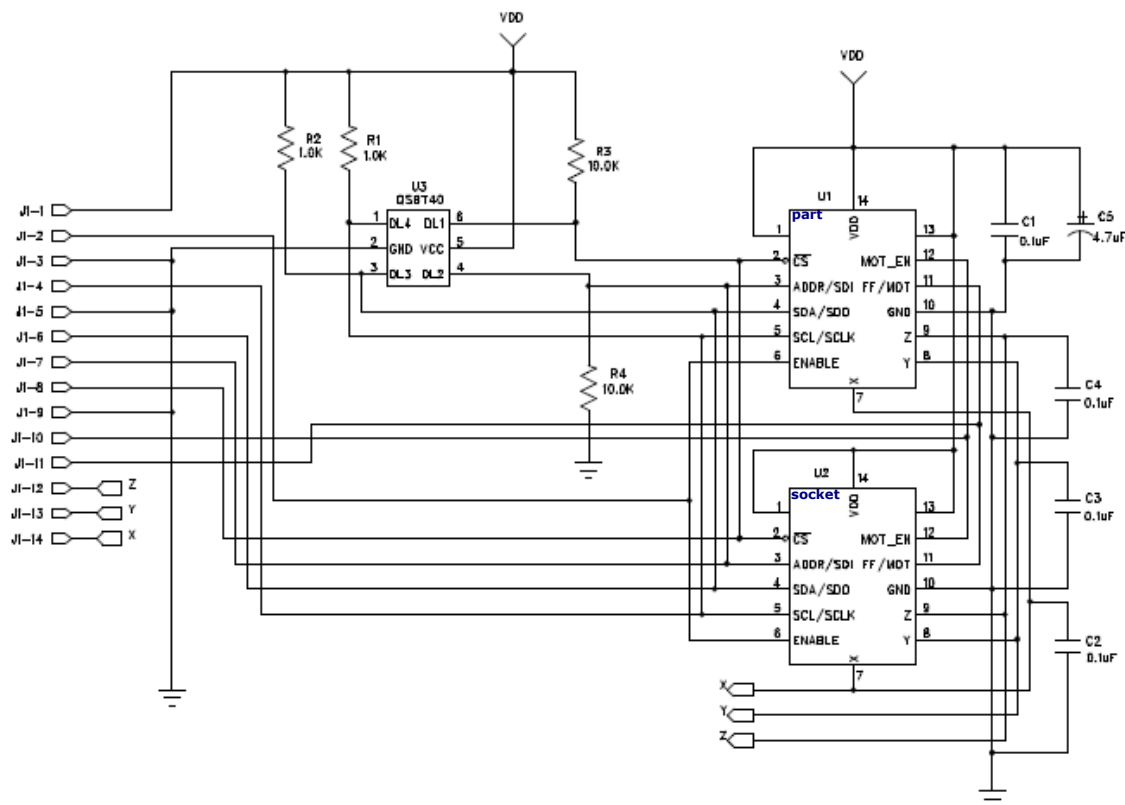 VDD
VDD
R2
1.0K
R1
1.0K
R3
10.0K
U3
QSBT40
1 DL4 DL1 6
2 GND VCC 5
3 DL3 DL2 4
R4
10.0K
J1-1
J1-2
J1-3
J1-4
J1-5
J1-6
J1-7
J1-8
J1-9
J1-10
J1-11
J1-12 Z
J1-13 Y
J1-14 X
U1
part
14
VDD
1 13
2 CS MOT_EN 12
3 ADDR/SDI FF/MOT 11
4 SDA/SDO GND 10
5 SCL/SCLK Z 9
6 ENABLE Y 8
X
7
C1
0.1uF
+ C5
4.7uF
C4
0.1uF
C3
0.1uF
C2
0.1uF
U2
socket
14
VDD
1 13
2 CS MOT_EN 12
3 ADDR/SDI FF/MOT 11
4 SDA/SDO GND 10
5 SCL/SCLK Z 9
6 ENABLE Y 8
X
7
X
Y
Z